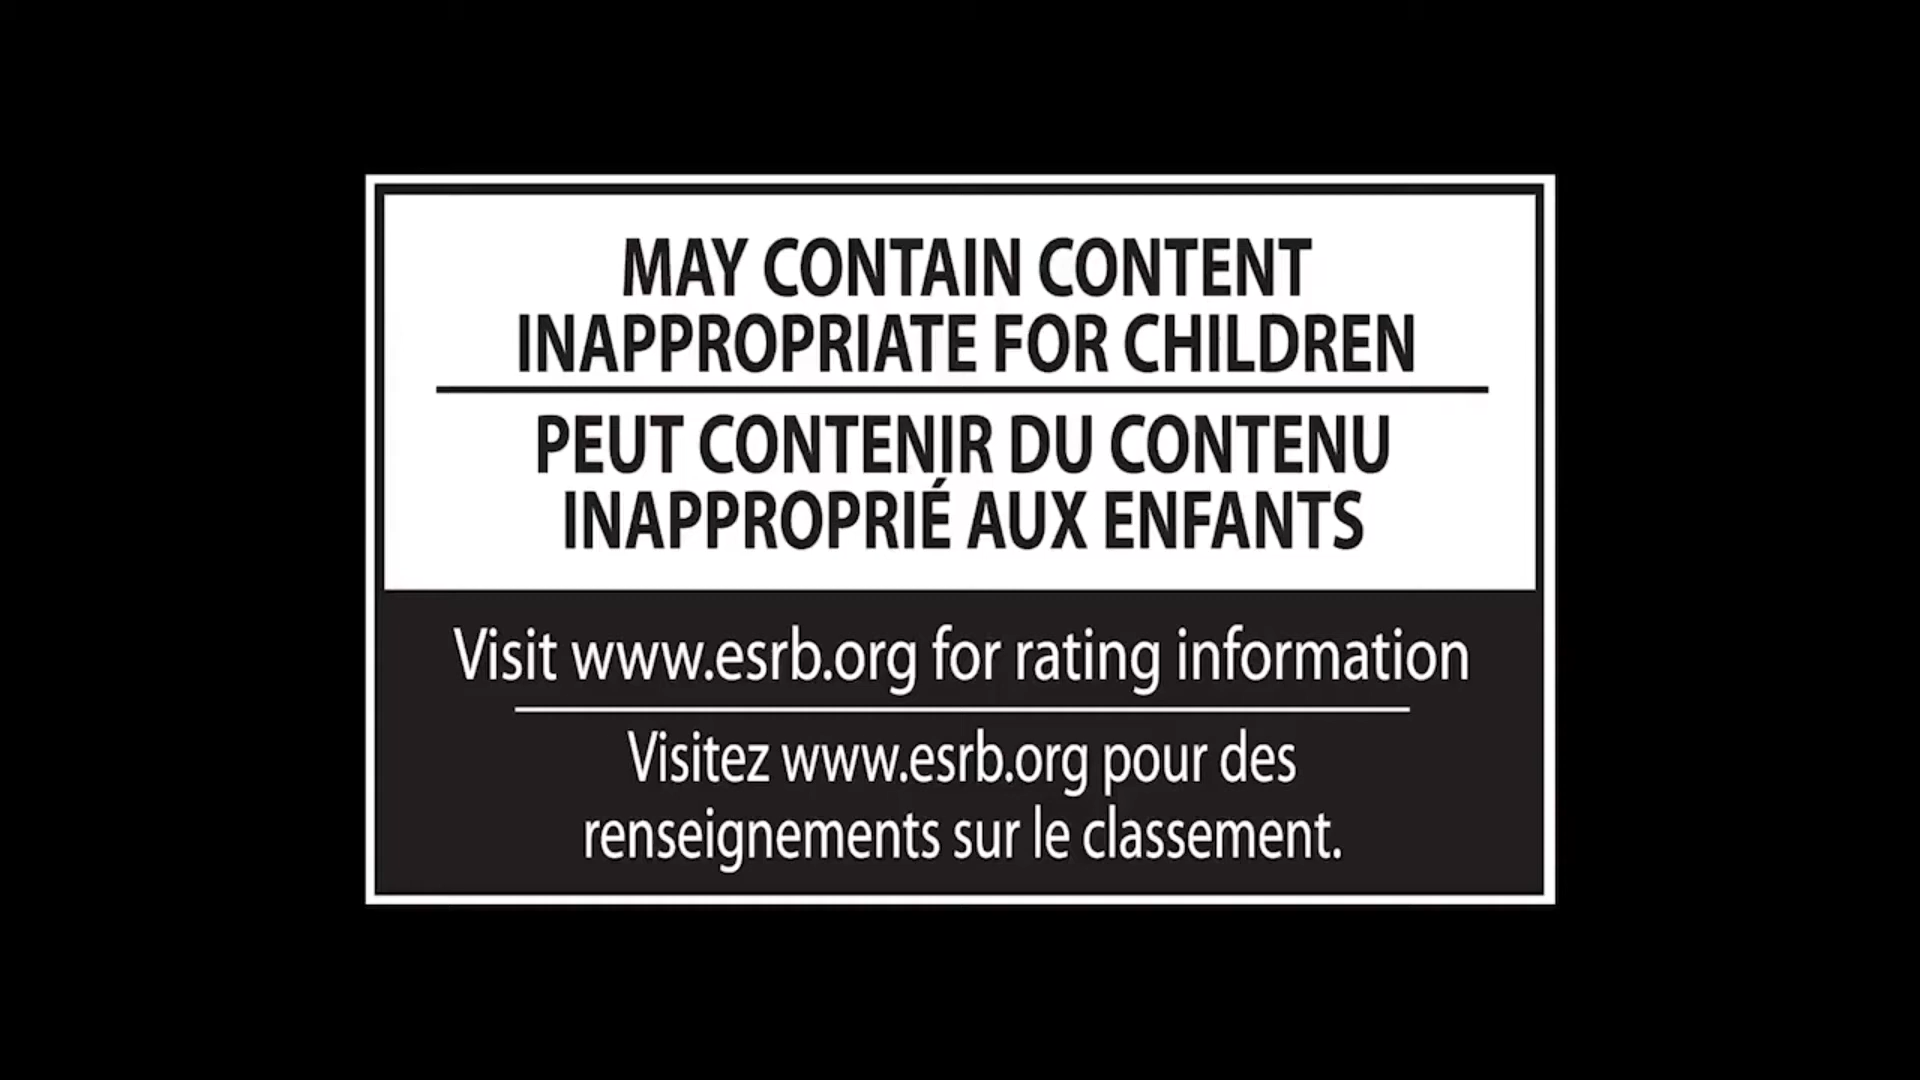 MAY CONTAIN CONTENT
INAPPROPRIATE FOR CHILDREN
PEUT CONTENIR DU CONTENU
INAPPROPRIÉ AUX ENFANTS
Visit www.esrb.org for rating information
Visitez www.esrb.org pour des
renseignements sur le classement.